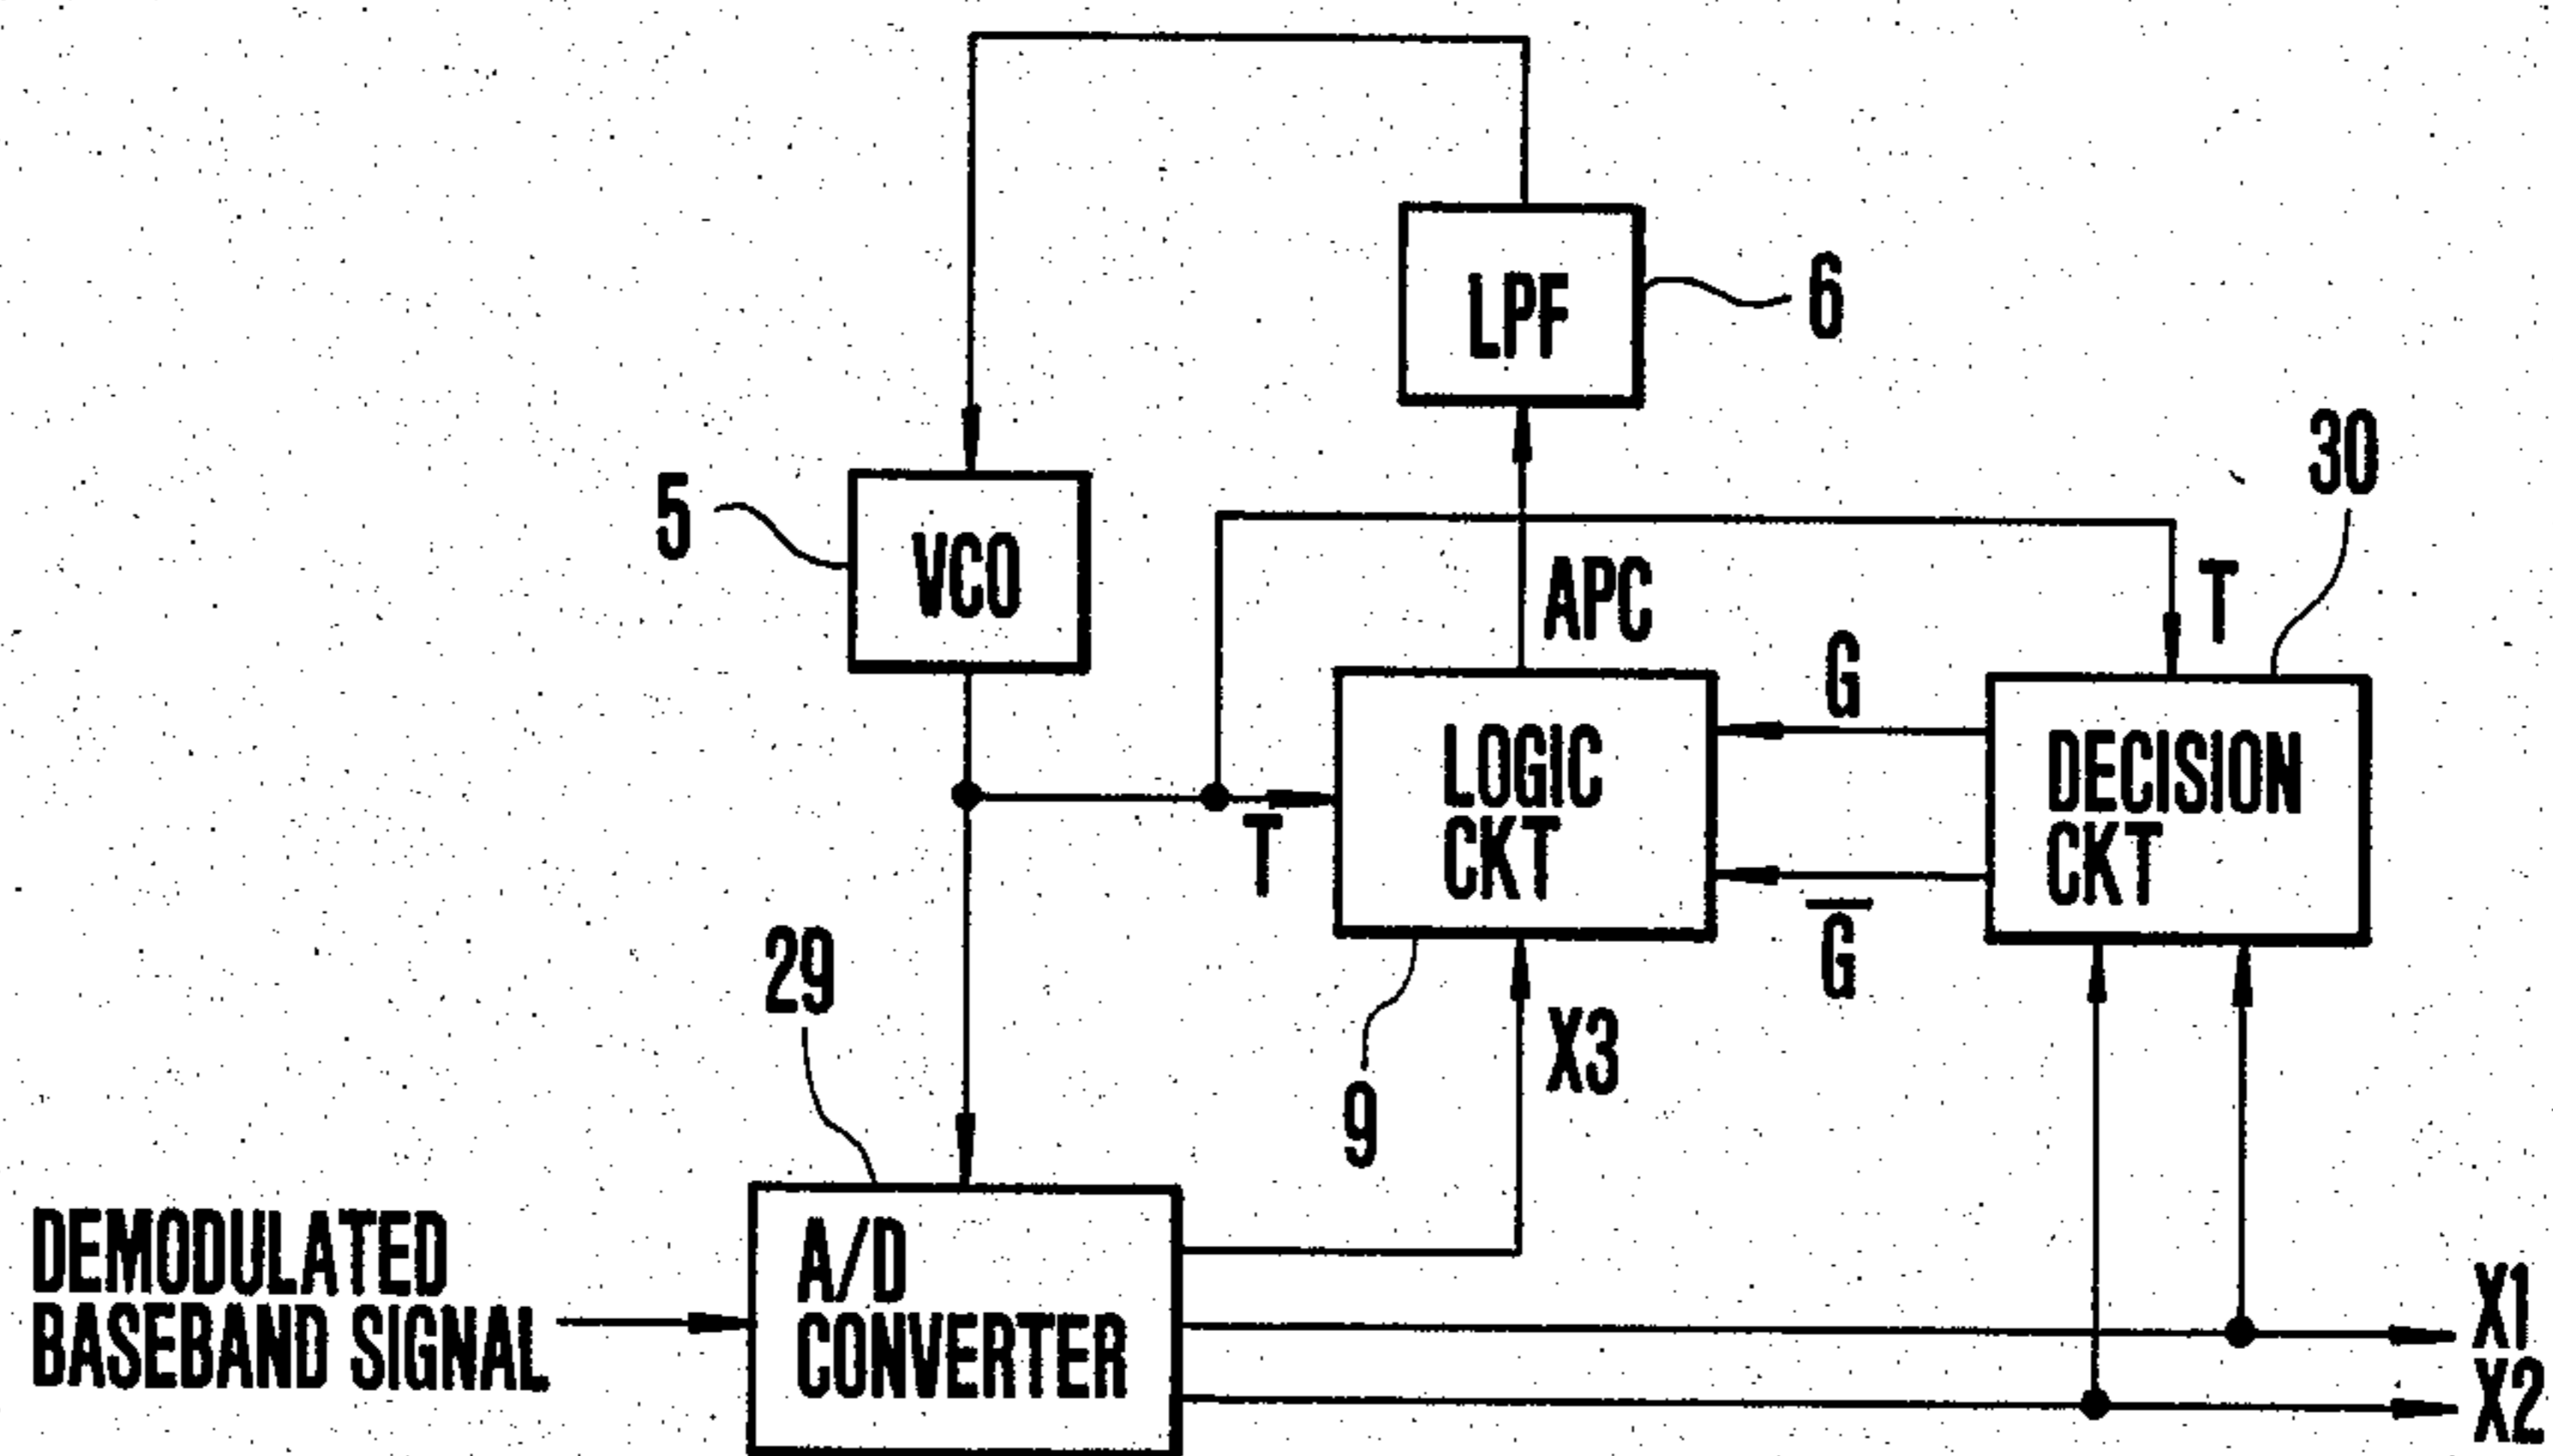 LPF
6
30
5
VCO
APC
T
G
LOGIC
CKT
DECISION
CKT
T
G̅
29
X3
9
DEMODULATED
BASEBAND SIGNAL
A/D
CONVERTER
X1
X2